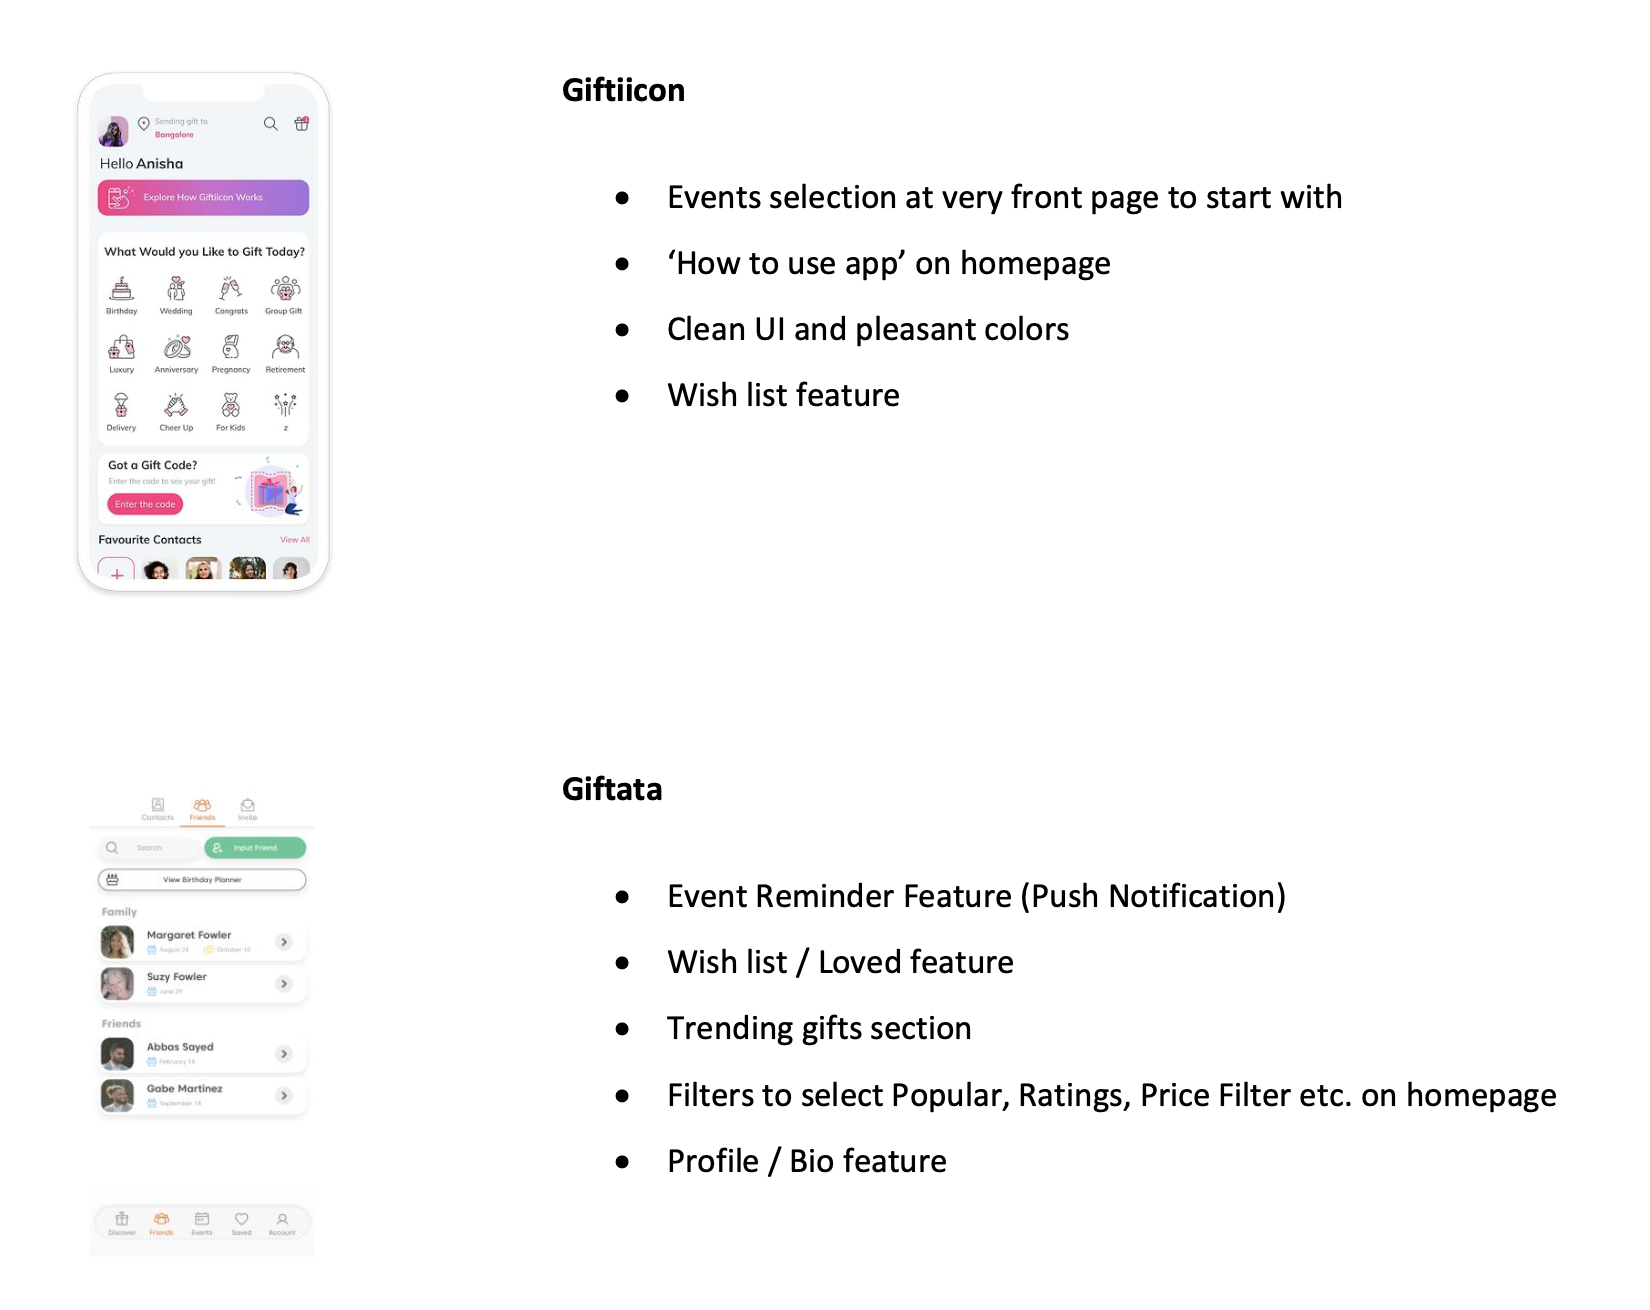 Giftiicon
• Events selection at very front page to start with
• ‘How to use app’ on homepage
• Clean UI and pleasant colors
• Wish list feature
Sending gift to
Bangalore
Hello Anisha
Explore How Giftiicon Works
What Would you Like to Gift Today?
Birthday Wedding Congrats Group Gift
Luxury Anniversary Pregnancy Retirement
Delivery Cheer Up For Kids z
Got a Gift Code?
Enter the code to see your gift!
Enter the code
Favourite Contacts View All
Giftata
• Event Reminder Feature (Push Notification)
• Wish list / Loved feature
• Trending gifts section
• Filters to select Popular, Ratings, Price Filter etc. on homepage
• Profile / Bio feature
Contacts Friends Invite
Search Input Friend
View Birthday Planner
Family
Margaret Fowler
August 24 October 10
Suzy Fowler
June 29
Friends
Abbas Sayed
February 14
Gabe Martinez
September 18
Discover Friends Events Saved Account